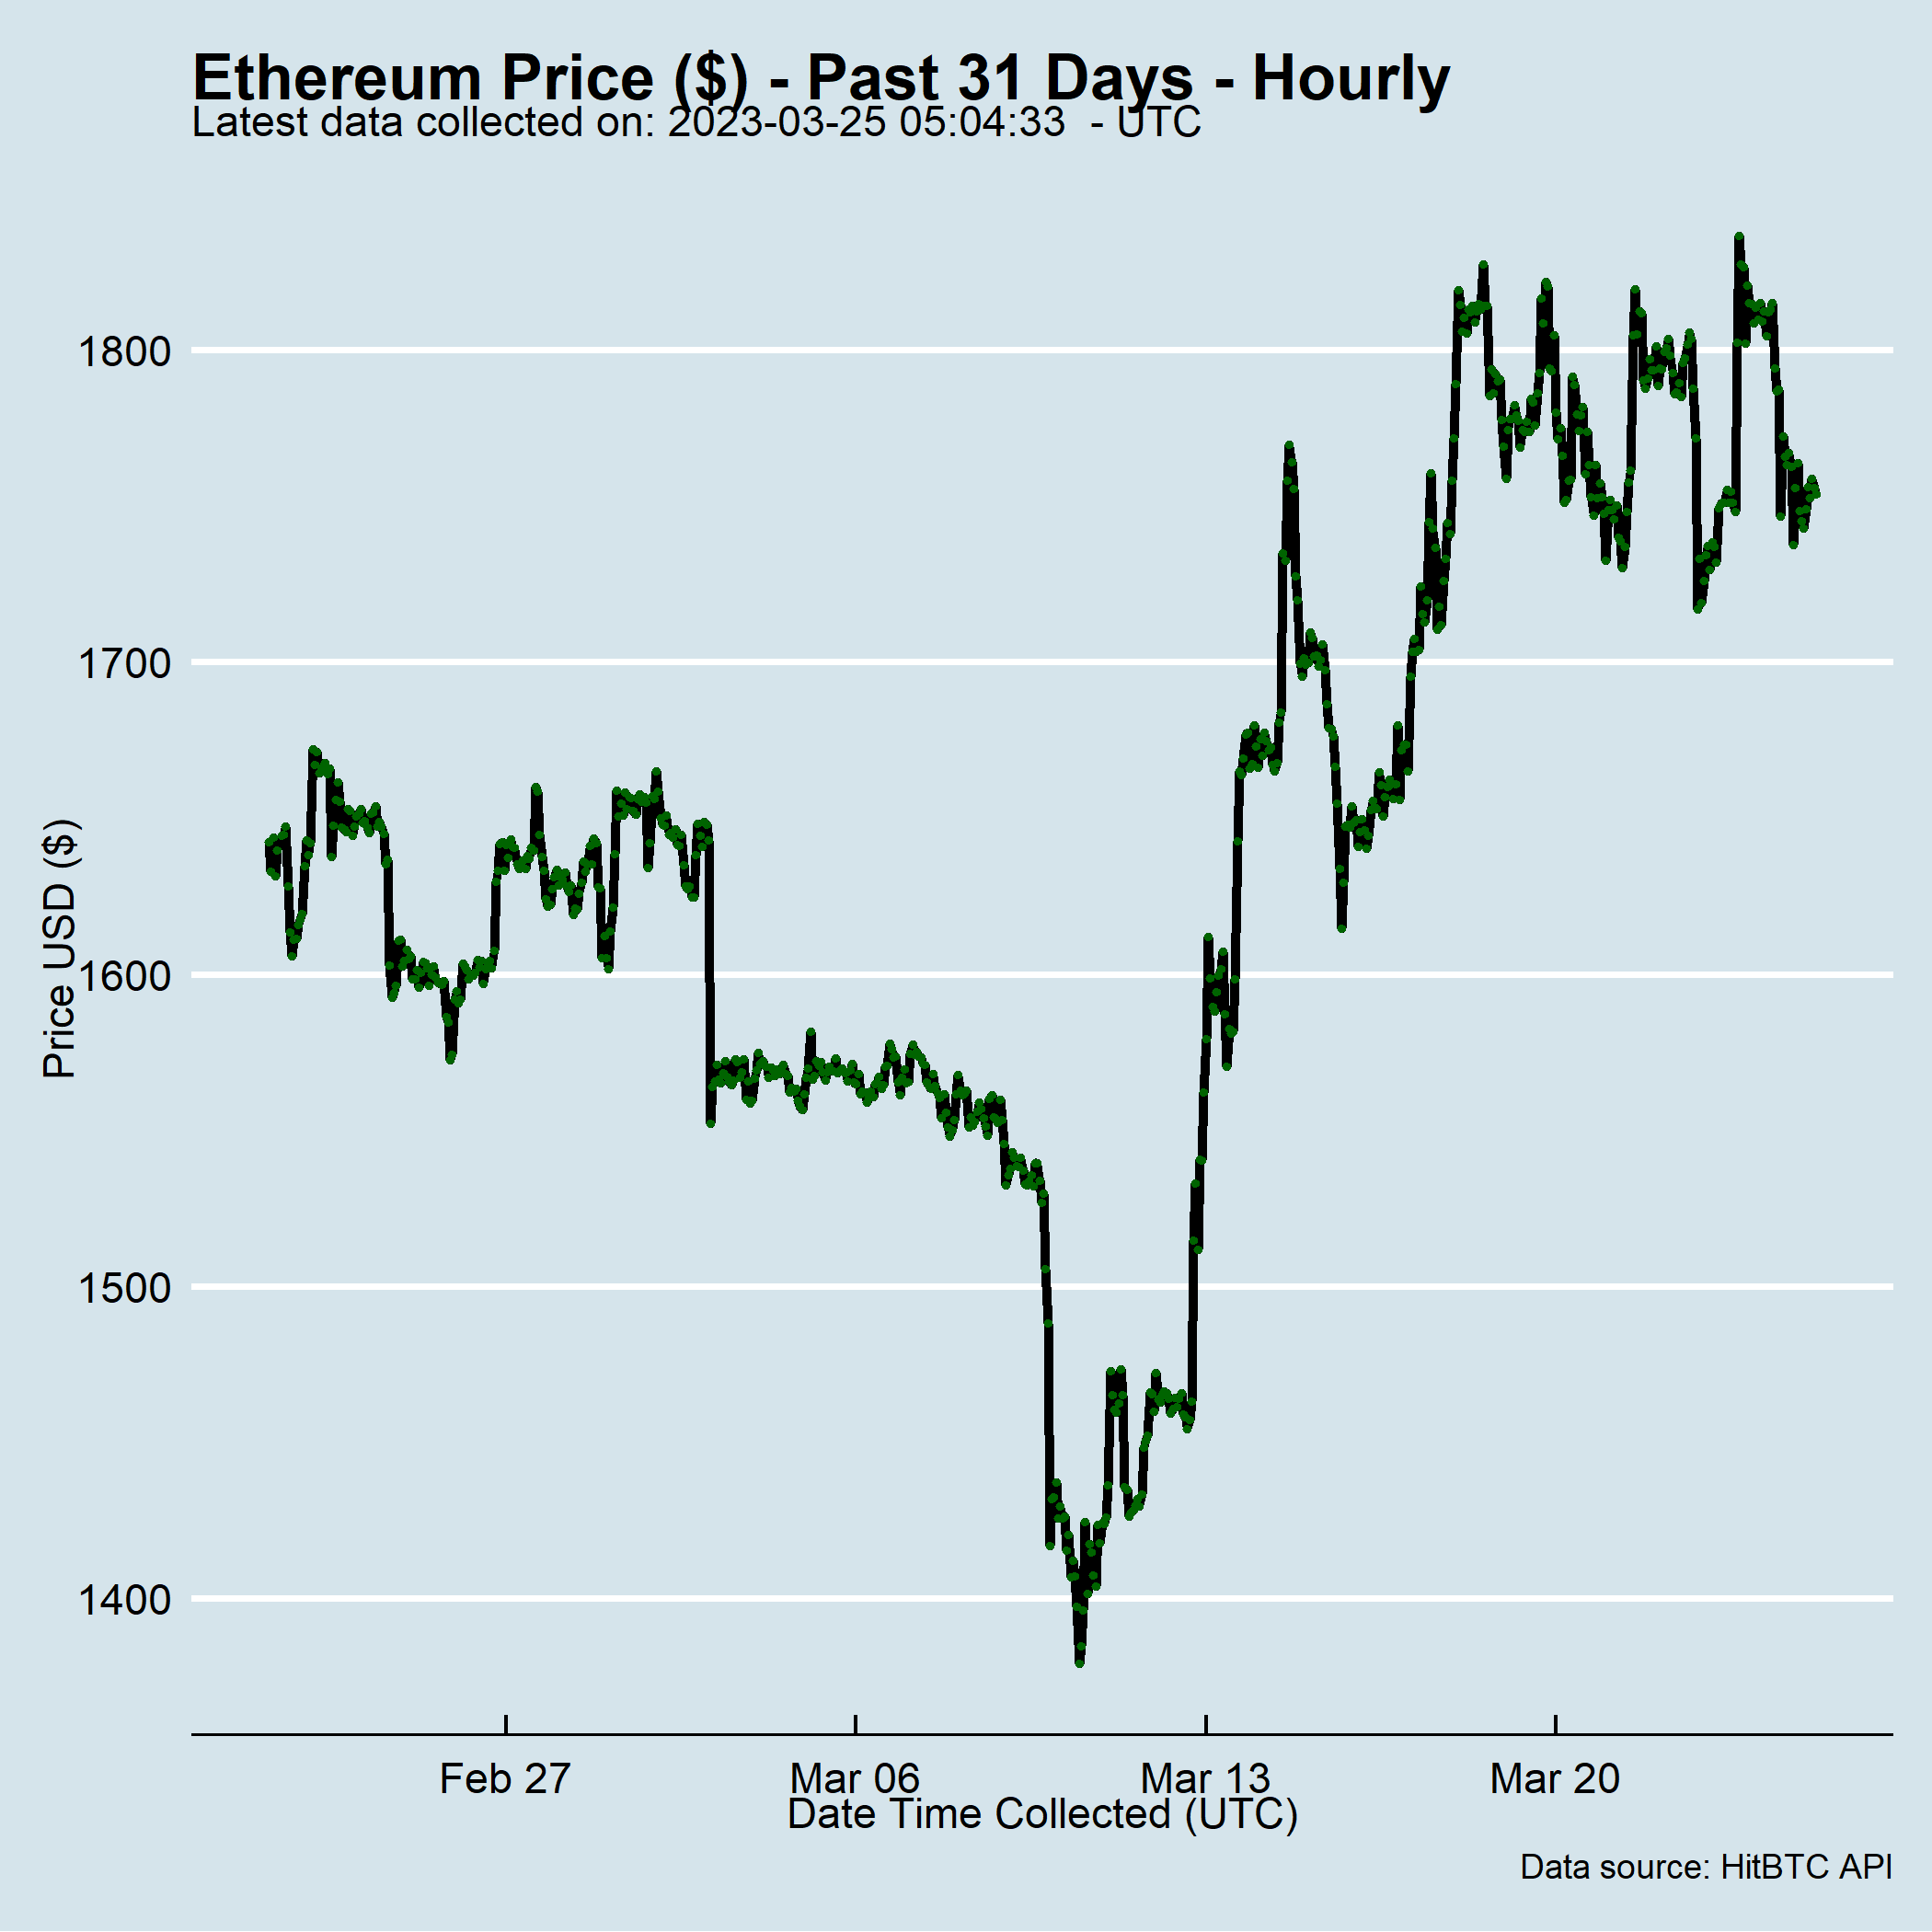 Ethereum Price ($) - Past 31 Days - Hourly
Latest data collected on: 2023-03-25 05:04:33  - UTC
Price USD ($)
1800
1700
1600
1500
1400
Feb 27
Mar 06
Mar 13
Mar 20
Date Time Collected (UTC)
Data source: HitBTC API